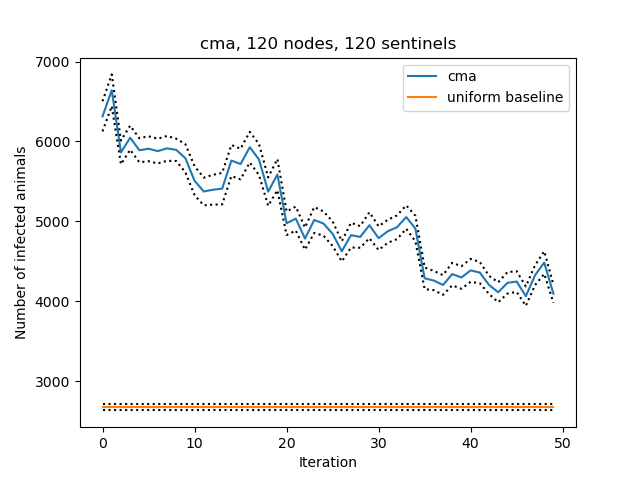 cma, 120 nodes, 120 sentinels
7000
6000
5000
4000
3000
Number of infected animals
cma
uniform baseline
0 10 20 30 40 50
Iteration